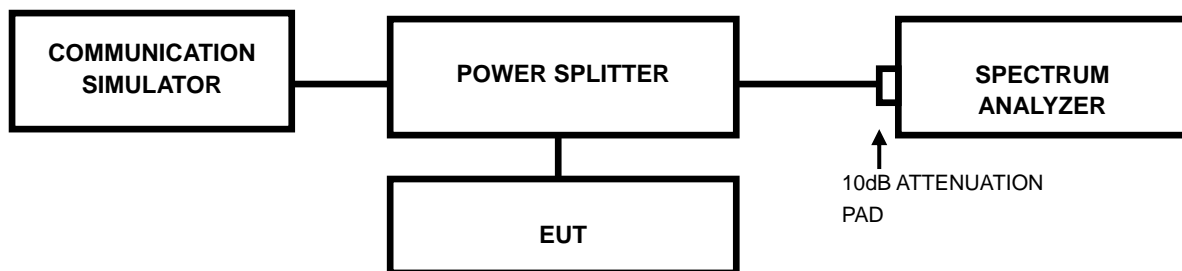 COMMUNICATION
SIMULATOR
POWER SPLITTER
SPECTRUM
ANALYZER
10dB ATTENUATION
PAD
EUT